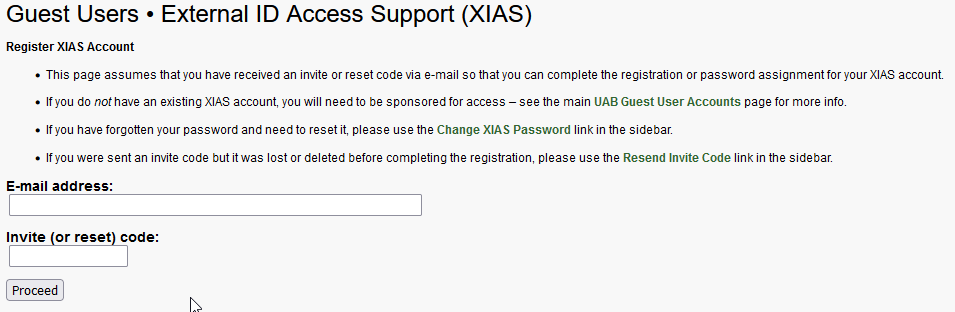 Guest Users • External ID Access Support (XIAS)
Register XIAS Account
• This page assumes that you have received an invite or reset code via e-mail so that you can complete the registration or password assignment for your XIAS account.
• If you do not have an existing XIAS account, you will need to be sponsored for access – see the main UAB Guest User Accounts page for more info.
• If you have forgotten your password and need to reset it, please use the Change XIAS Password link in the sidebar.
• If you were sent an invite code but it was lost or deleted before completing the registration, please use the Resend Invite Code link in the sidebar.
E-mail address:
Invite (or reset) code:
Proceed